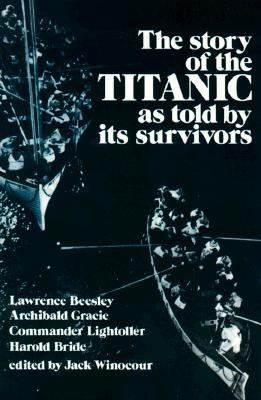 The story
of the
TITANIC
as told by
its survivors
Lawrence Beesley
Archibald Gracie
Commander Lightoller
Harold Bride
edited by Jack Winocour